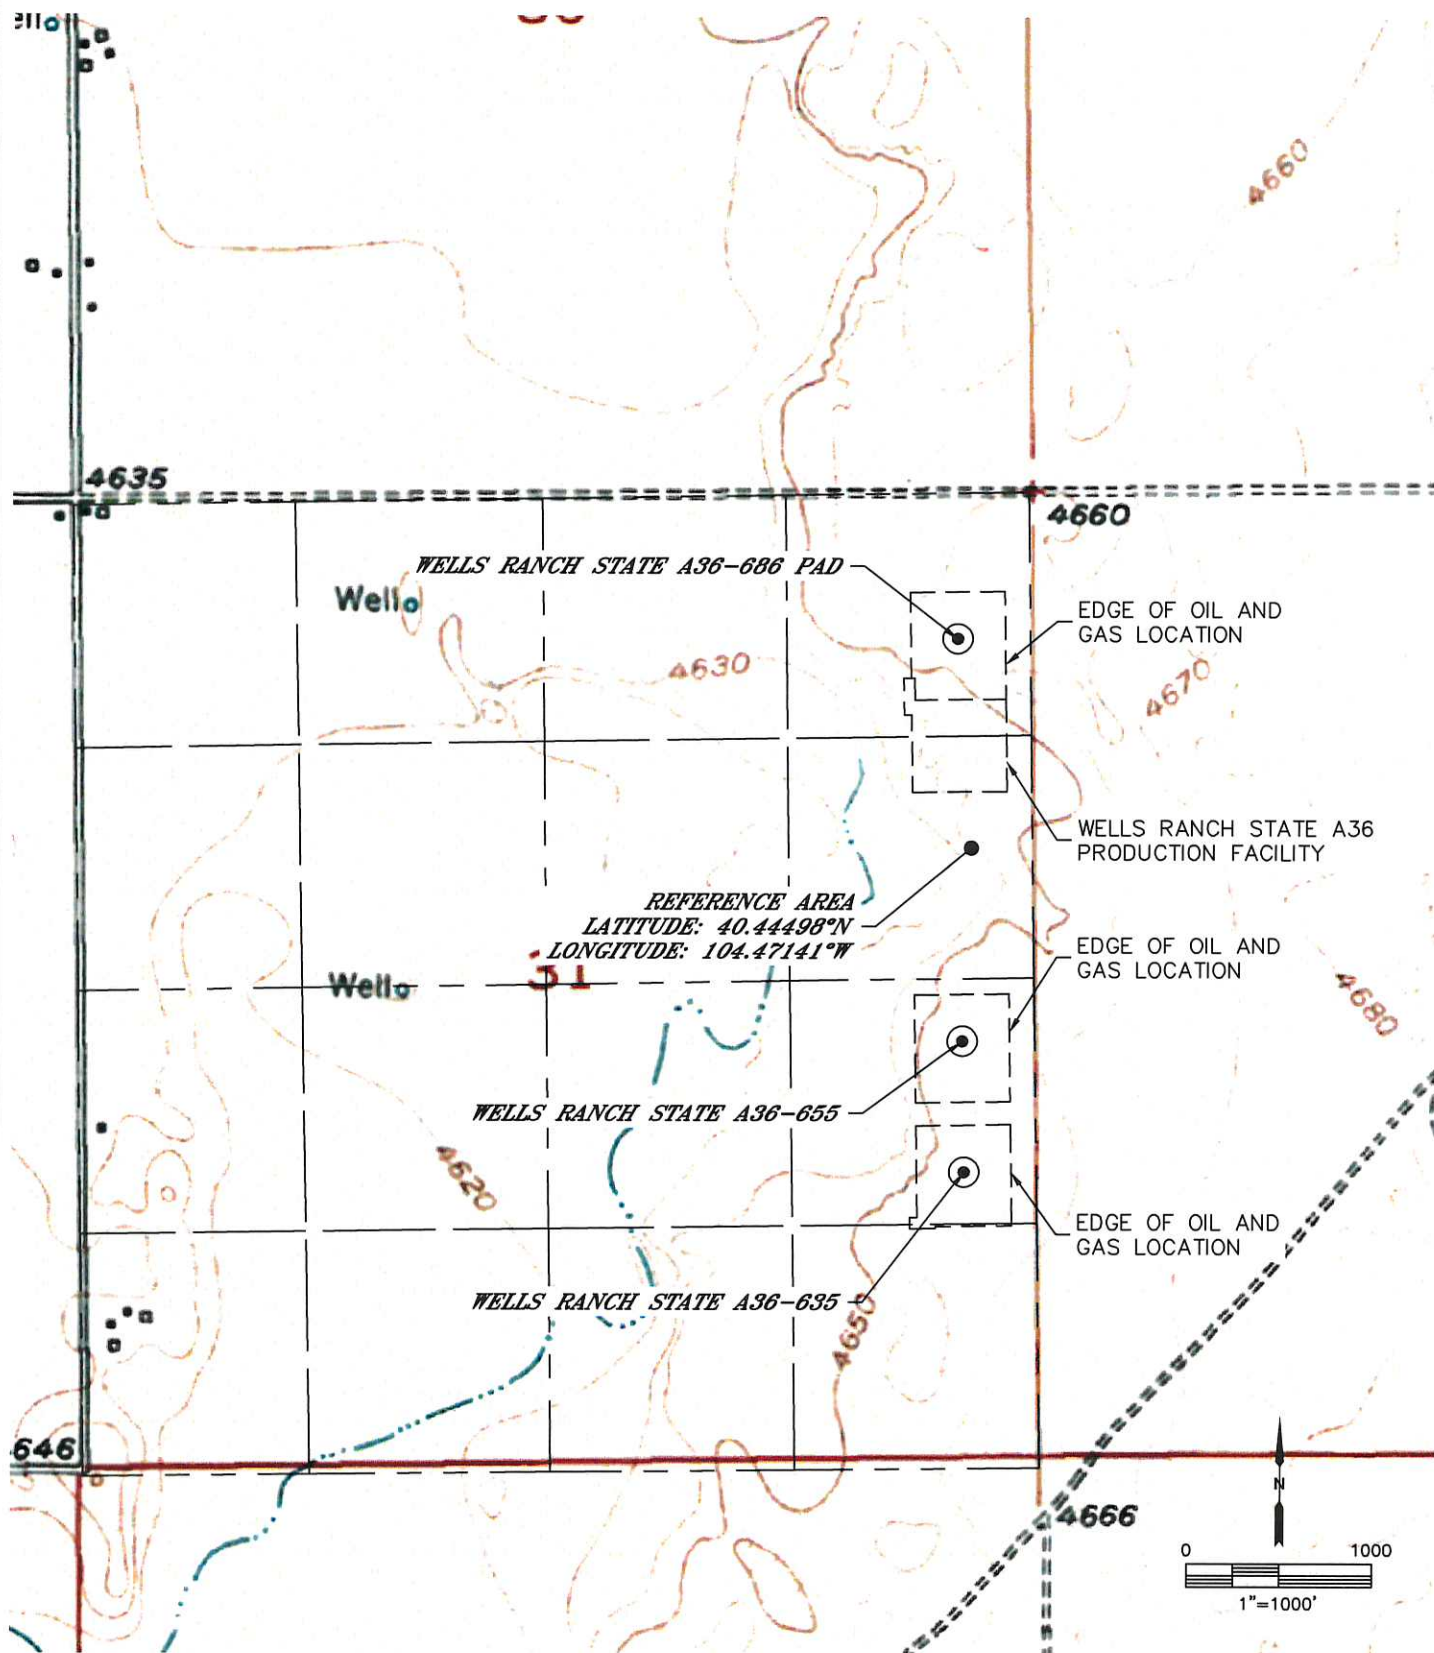 4660
4635
4660
WELLS RANCH STATE A36-686 PAD
Well
EDGE OF OIL AND
GAS LOCATION
4630
4670
WELLS RANCH STATE A36
PRODUCTION FACILITY
REFERENCE AREA
LATITUDE: 40.44498°N
LONGITUDE: 104.47141°W
EDGE OF OIL AND
GAS LOCATION
31
Well
4680
WELLS RANCH STATE A36-655
4620
EDGE OF OIL AND
GAS LOCATION
WELLS RANCH STATE A36-635
4650
646
N
4666
0 1000
1"=1000'